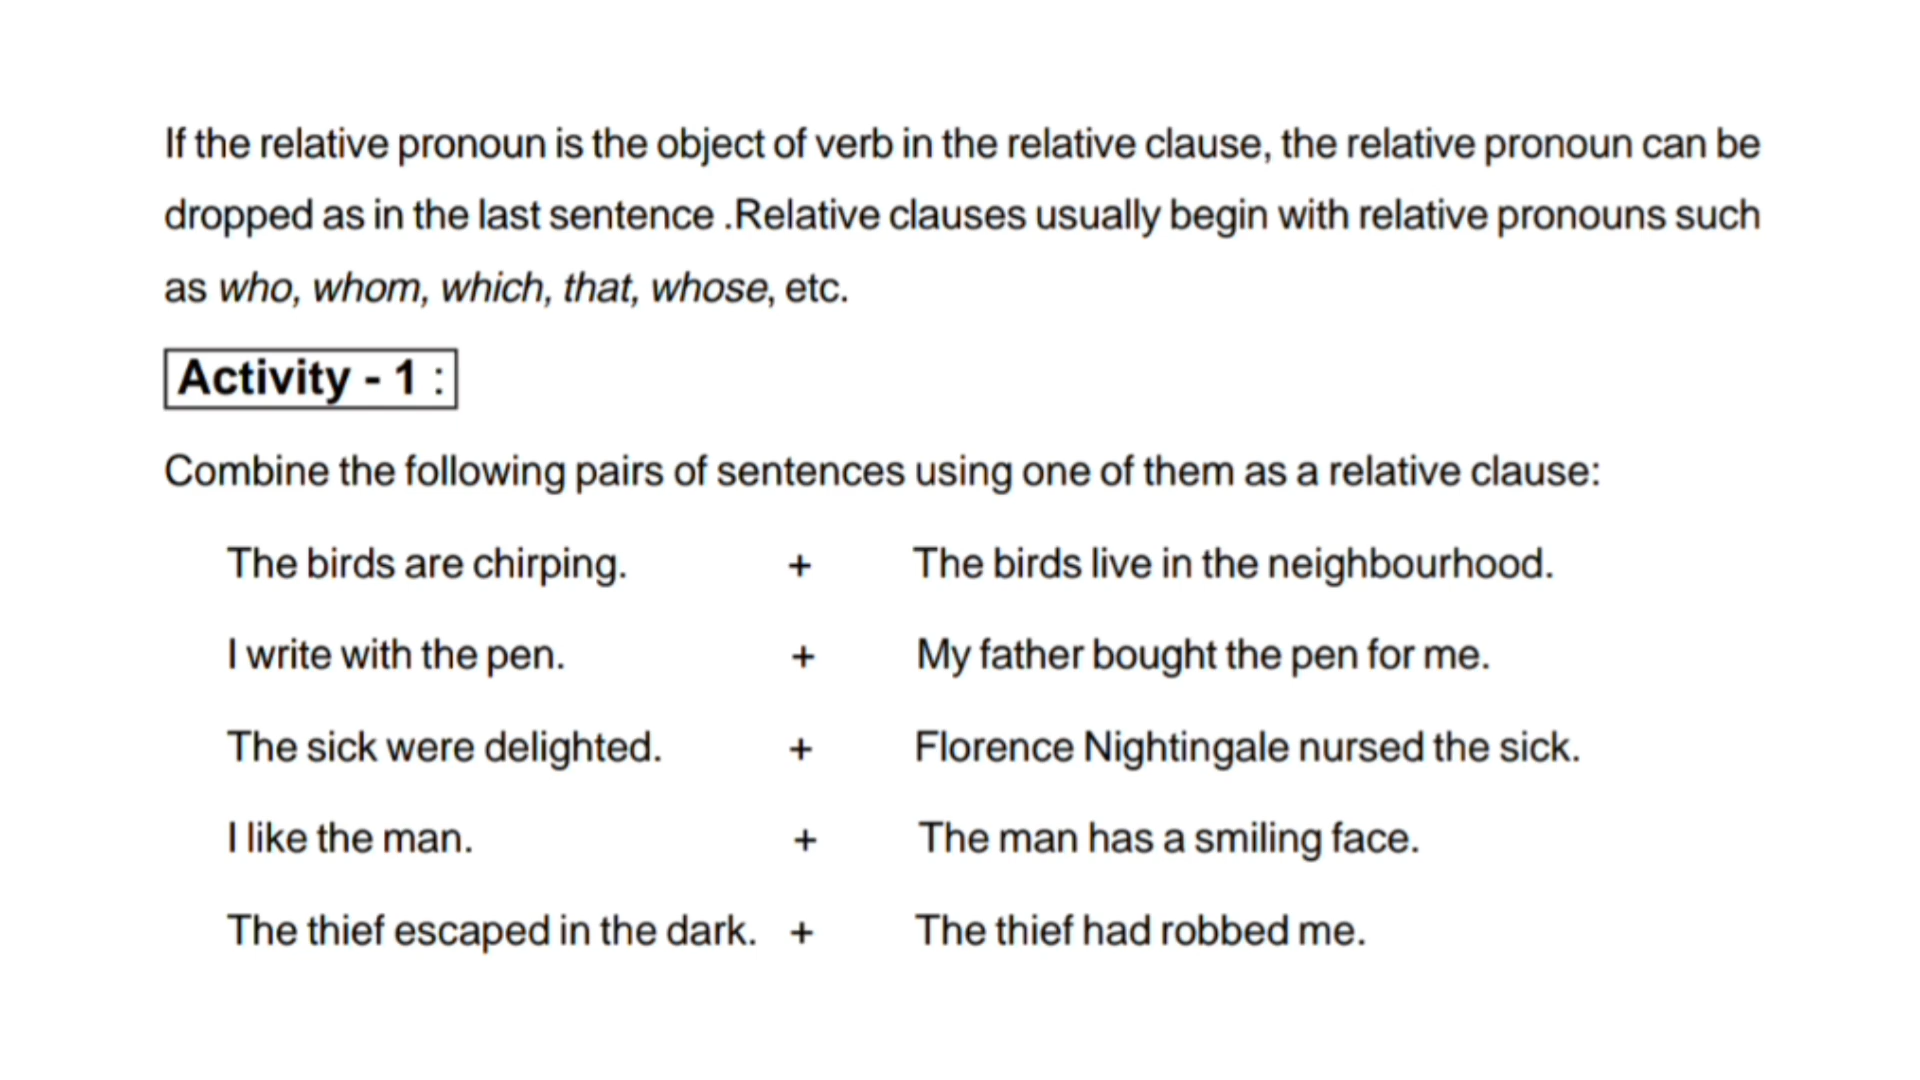 If the relative pronoun is the object of verb in the relative clause, the relative pronoun can be
dropped as in the last sentence .Relative clauses usually begin with relative pronouns such
as who, whom, which, that, whose, etc.
Activity - 1 :
Combine the following pairs of sentences using one of them as a relative clause:
The birds are chirping. + The birds live in the neighbourhood.
I write with the pen. + My father bought the pen for me.
The sick were delighted. + Florence Nightingale nursed the sick.
I like the man. + The man has a smiling face.
The thief escaped in the dark. + The thief had robbed me.